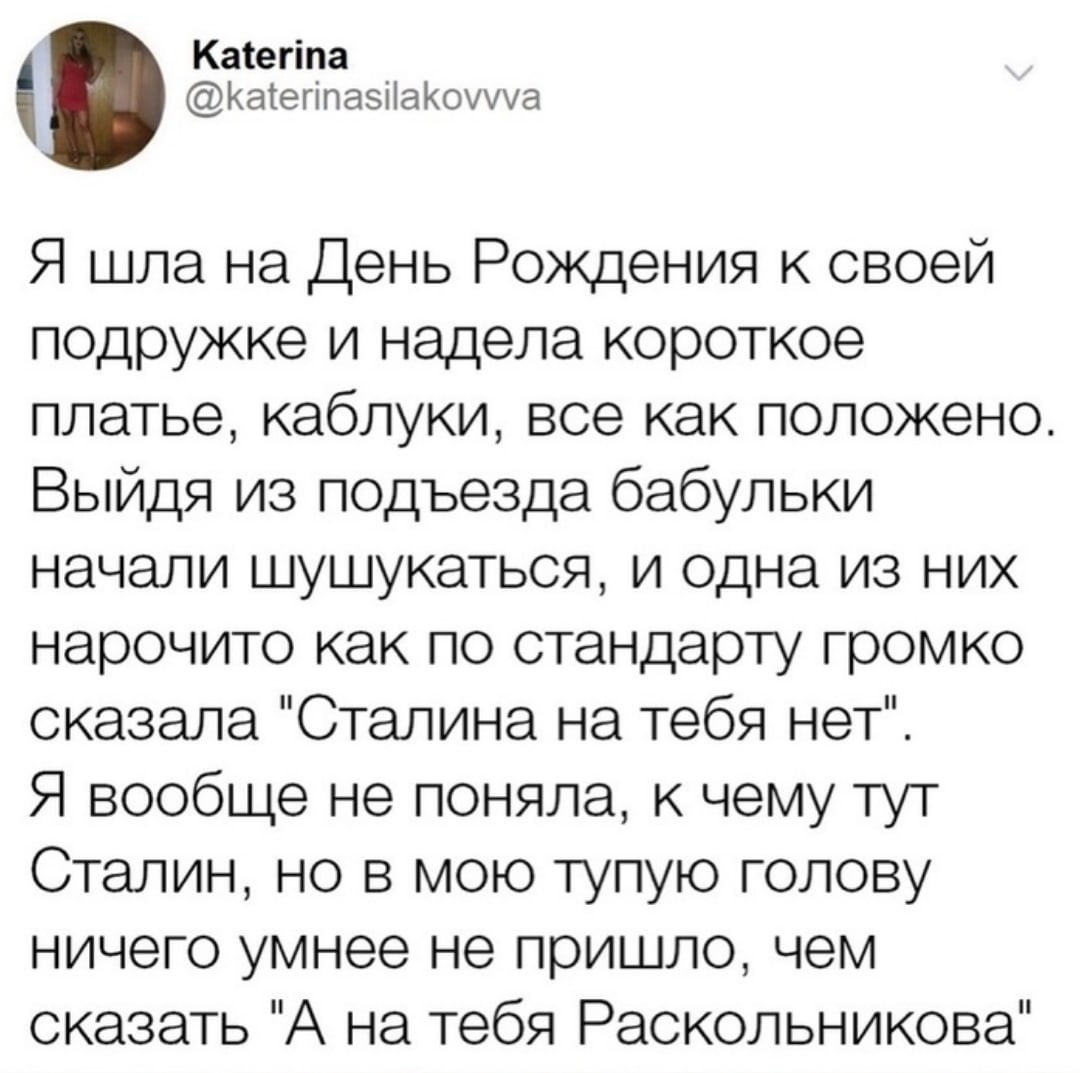 Katerina
@katerinasilakovvva
Я шла на День Рождения к своей
подружке и надела короткое
платье, каблуки, все как положено.
Выйдя из подъезда бабульки
начали шушукаться, и одна из них
нарочито как по стандарту громко
сказала "Сталина на тебя нет".
Я вообще не поняла, к чему тут
Сталин, но в мою тупую голову
ничего умнее не пришло, чем
сказать "А на тебя Раскольникова"